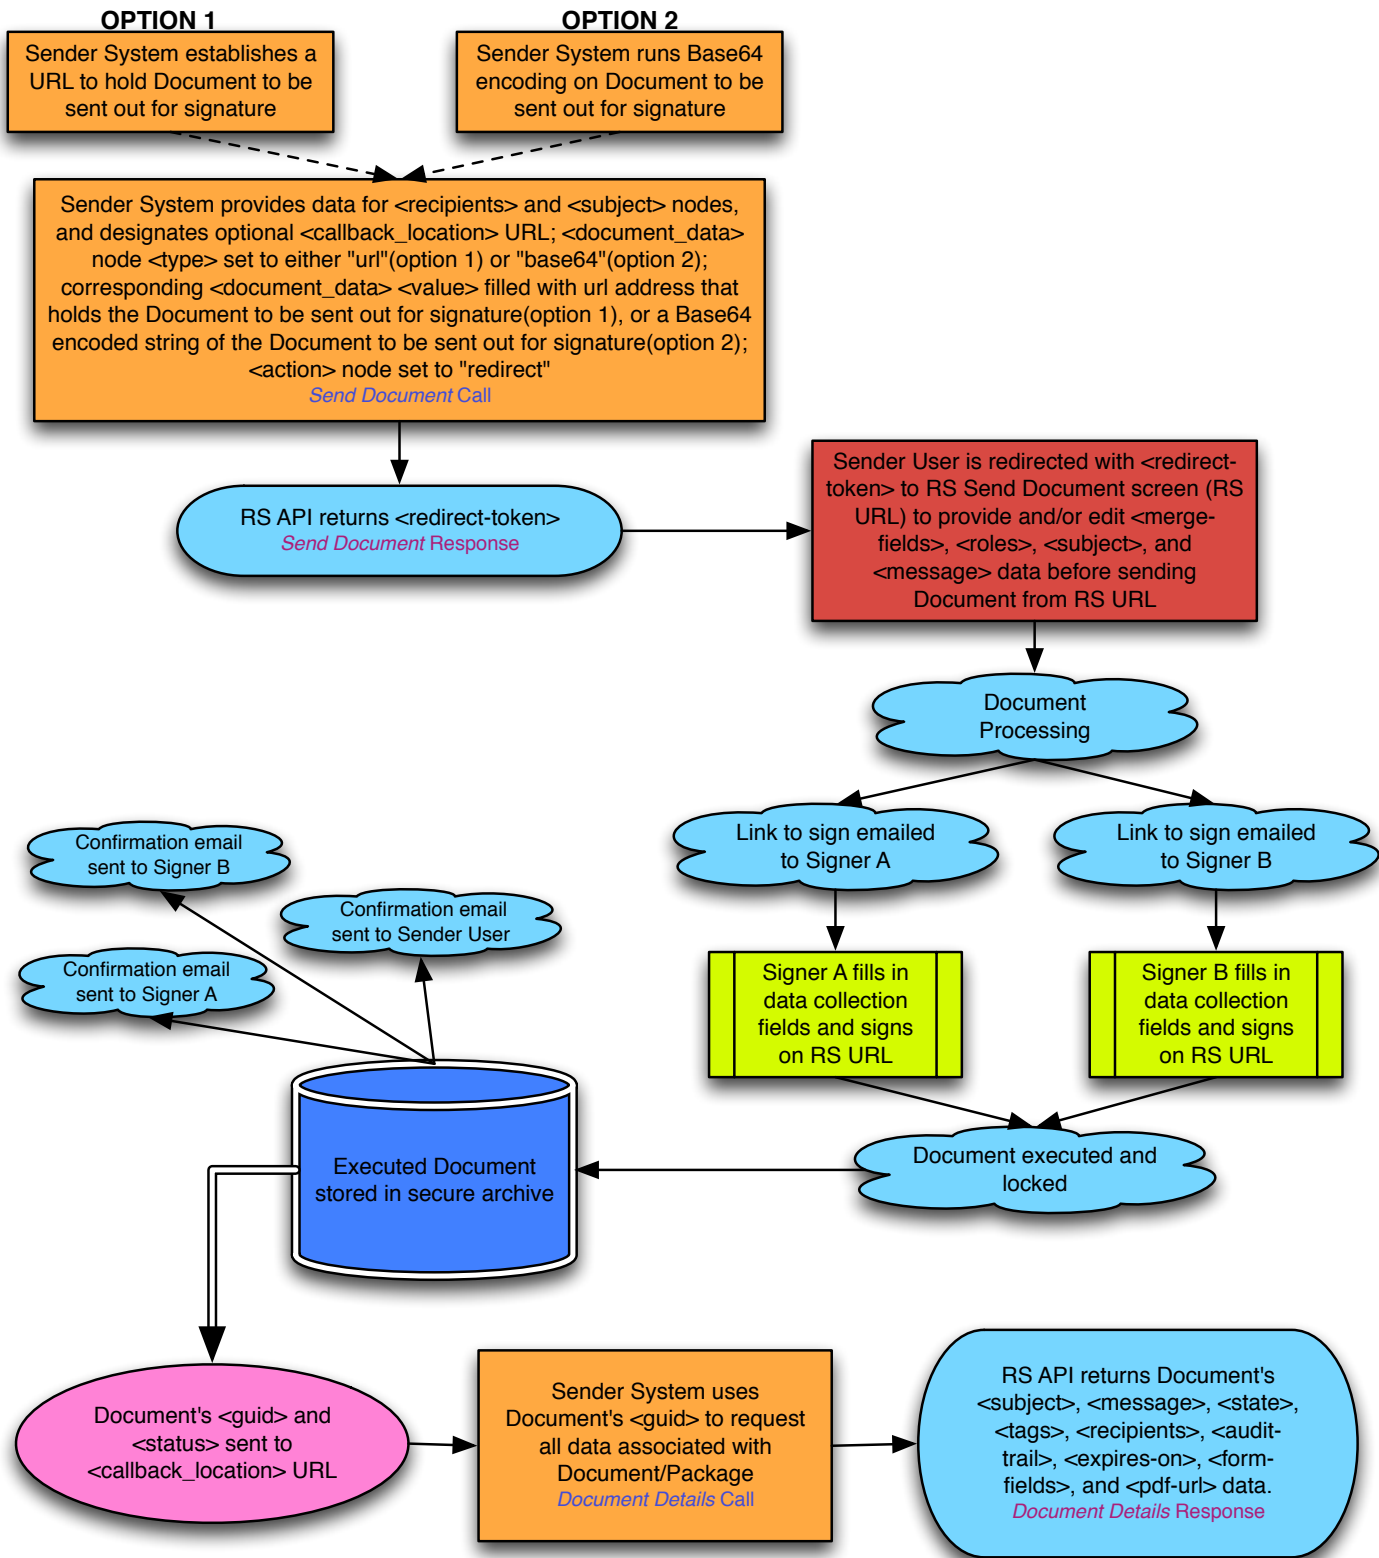 OPTION 1
Sender System establishes a
URL to hold Document to be
sent out for signature
OPTION 2
Sender System runs Base64
encoding on Document to be
sent out for signature
Sender System provides data for <recipients> and <subject> nodes,
and designates optional <callback_location> URL; <document_data>
node <type> set to either "url"(option 1) or "base64"(option 2);
corresponding <document_data> <value> filled with url address that
holds the Document to be sent out for signature(option 1), or a Base64
encoded string of the Document to be sent out for signature(option 2);
<action> node set to "redirect"
Send Document Call
RS API returns <redirect-token>
Send Document Response
Sender User is redirected with <redirect-
token> to RS Send Document screen (RS
URL) to provide and/or edit <merge-
fields>, <roles>, <subject>, and
<message> data before sending
Document from RS URL
Document
Processing
Link to sign emailed
to Signer A
Link to sign emailed
to Signer B
Confirmation email
sent to Signer B
Confirmation email
sent to Sender User
Confirmation email
sent to Signer A
Signer A fills in
data collection
fields and signs
on RS URL
Signer B fills in
data collection
fields and signs
on RS URL
Document executed and
locked
Executed Document
stored in secure archive
Document's <guid> and
<status> sent to
<callback_location> URL
Sender System uses
Document's <guid> to request
all data associated with
Document/Package
Document Details Call
RS API returns Document's
<subject>, <message>, <state>,
<tags>, <recipients>, <audit-
trail>, <expires-on>, <form-
fields>, and <pdf-url> data.
Document Details Response